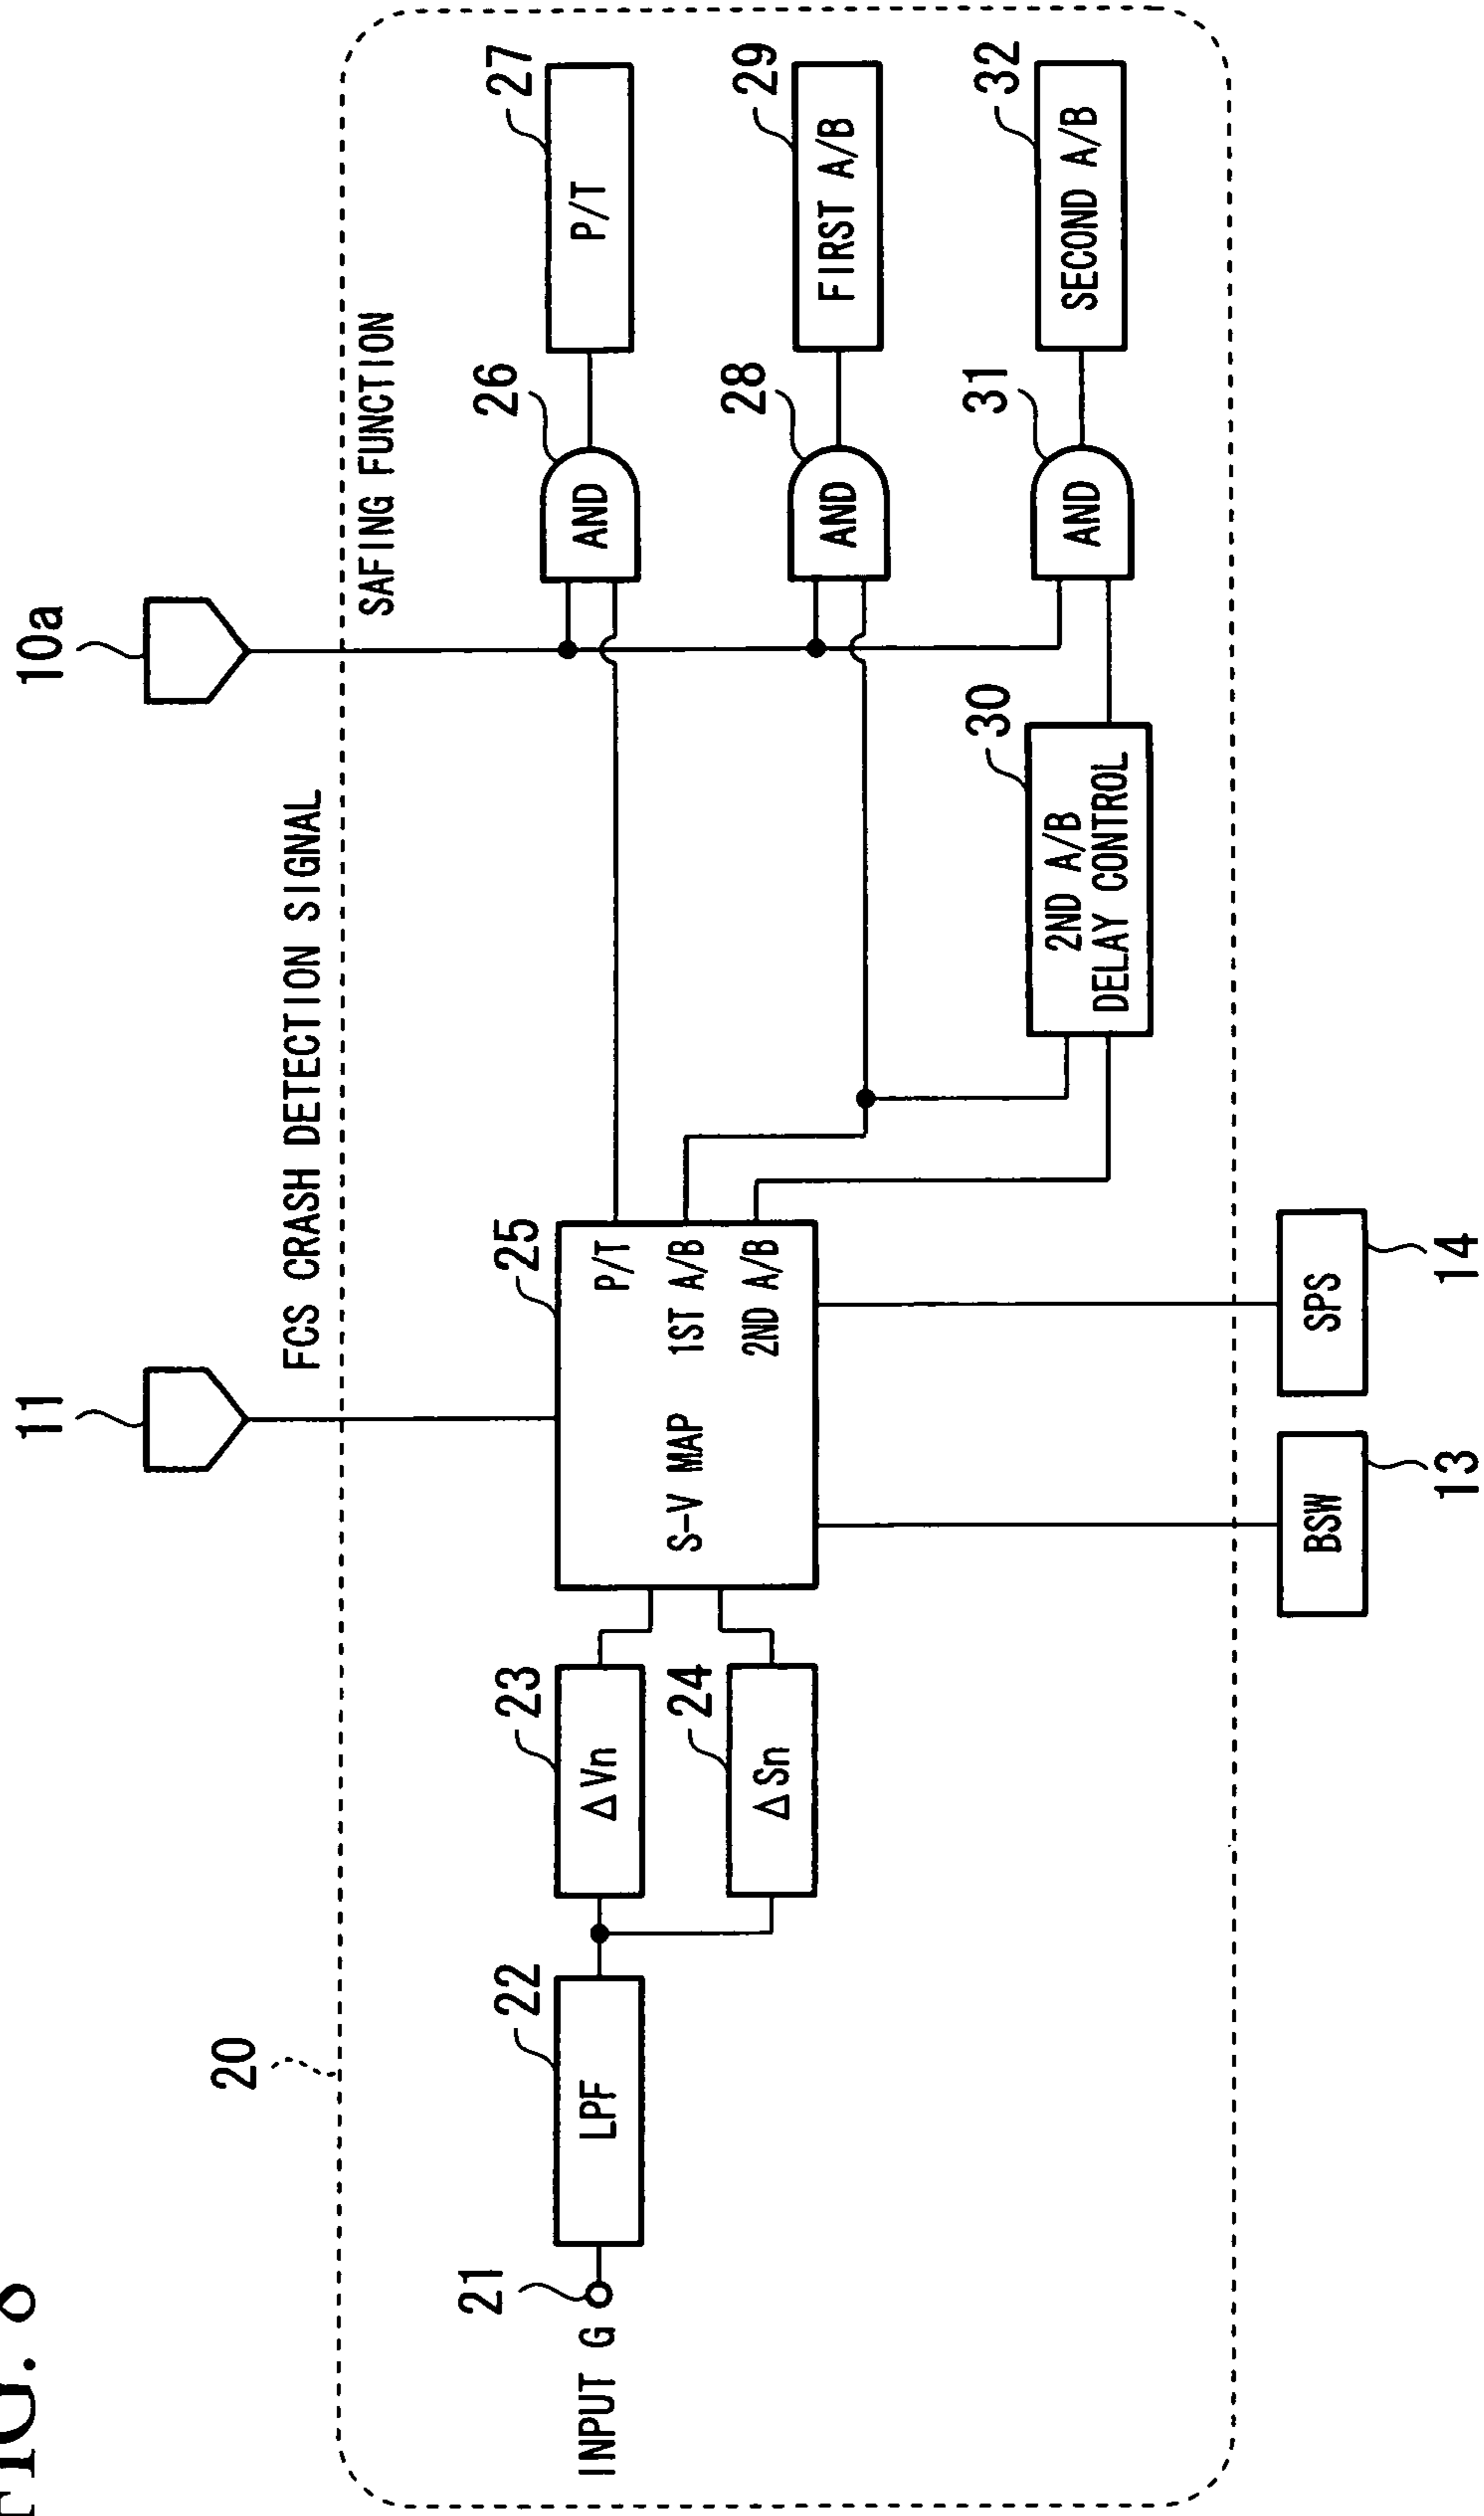 FIG. 8
11
10a
FCS CRASH DETECTION SIGNAL
20
SAFING FUNCTION
INPUT G
21
22
LPF
23
ΔVn
24
ΔSn
25
S-V MAP
P/T
1ST A/B
2ND A/B
26
AND
27
P/T
28
AND
29
FIRST A/B
30
2ND A/B
DELAY CONTROL
31
AND
32
SECOND A/B
BSW
13
SPS
14